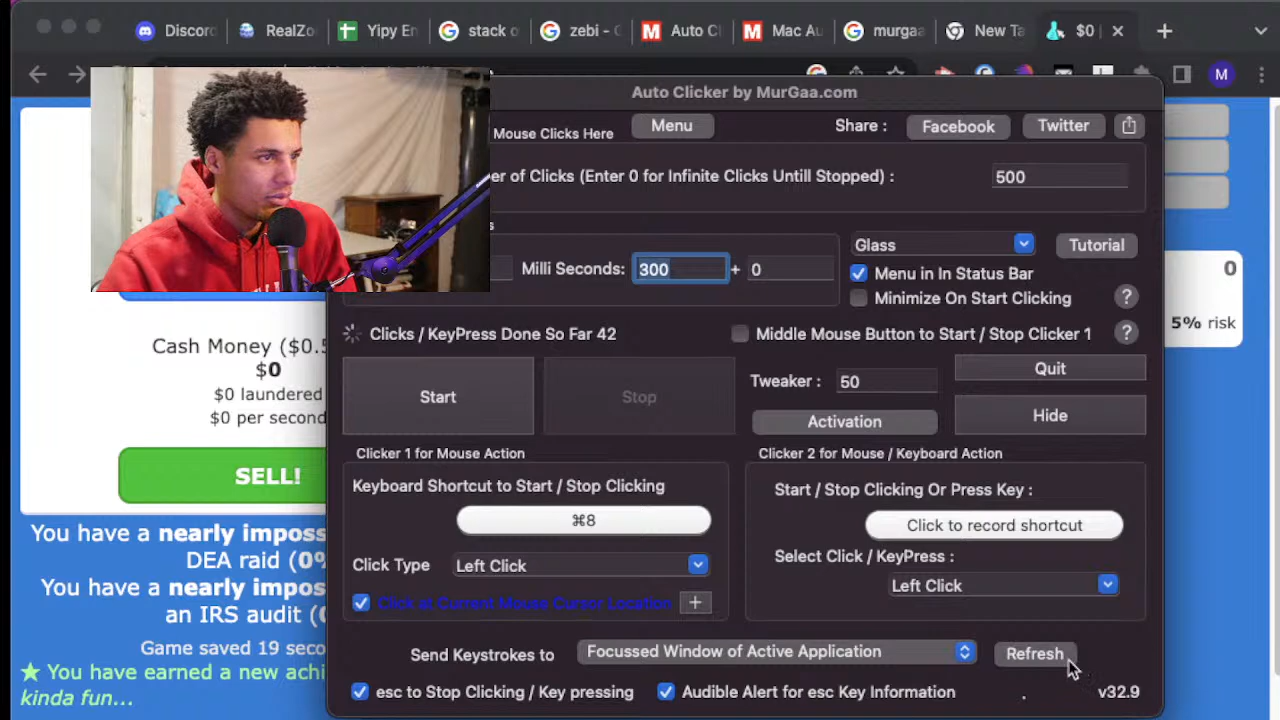 Discord
RealZo
Yipy En
stack o
zebi - G
Auto Cl
Mac Au
murgaa
New Ta
$0
M
Auto Clicker by MurGaa.com
Mouse Clicks Here
Menu
Share :
Facebook
Twitter
er of Clicks (Enter 0 for Infinite Clicks Untill Stopped) :
500
s
Milli Seconds:
300
+
0
Glass
Tutorial
Menu in In Status Bar
Minimize On Start Clicking
?
Clicks / KeyPress Done So Far 42
Middle Mouse Button to Start / Stop Clicker 1
?
Start
Stop
Tweaker :
50
Quit
Activation
Hide
Clicker 1 for Mouse Action
Clicker 2 for Mouse / Keyboard Action
Keyboard Shortcut to Start / Stop Clicking
⌘8
Start / Stop Clicking Or Press Key :
Click to record shortcut
Click Type
Left Click
Select Click / KeyPress :
Left Click
Click at Current Mouse Cursor Location
+
Send Keystrokes to
Focussed Window of Active Application
Refresh
esc to Stop Clicking / Key pressing
Audible Alert for esc Key Information
.
v32.9
0
5% risk
Cash Money ($0.5
$0
$0 laundered
$0 per second
SELL!
You have a nearly imposs
DEA raid (0%
You have a nearly imposs
an IRS audit (0
Game saved 19 seco
★ You have earned a new achi
kinda fun...